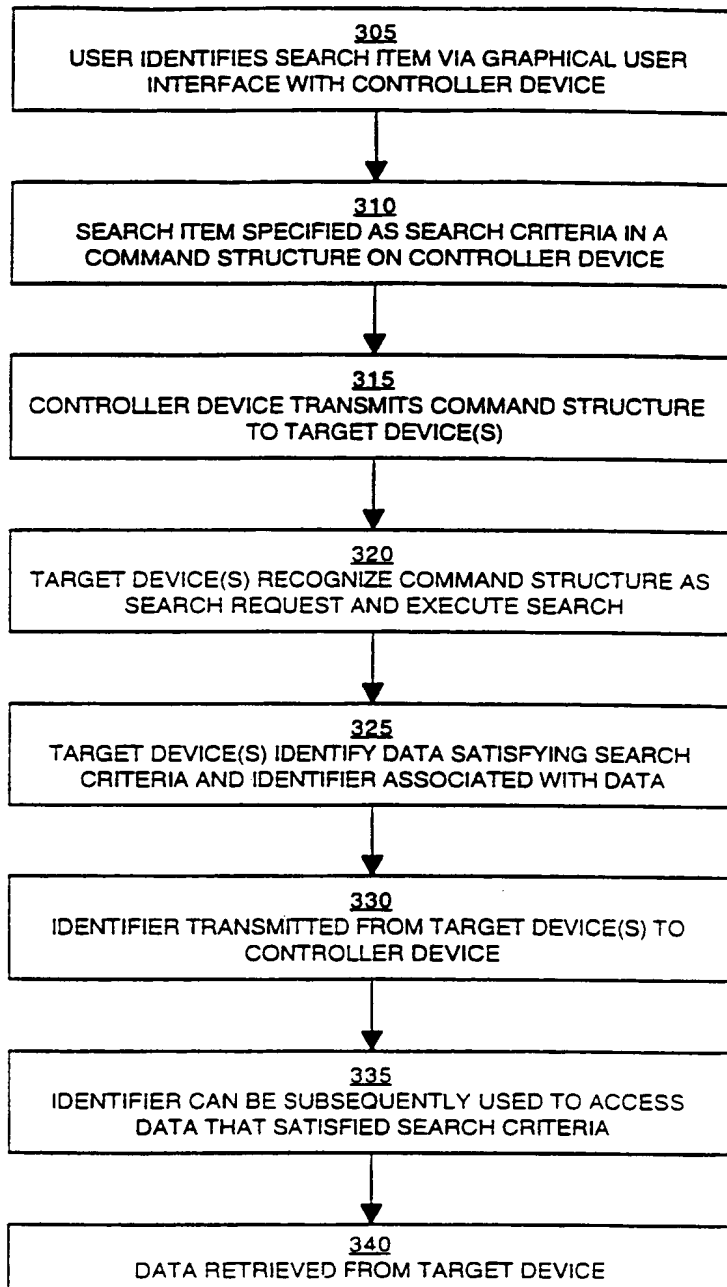 305
USER IDENTIFIES SEARCH ITEM VIA GRAPHICAL USER
INTERFACE WITH CONTROLLER DEVICE
310
SEARCH ITEM SPECIFIED AS SEARCH CRITERIA IN A
COMMAND STRUCTURE ON CONTROLLER DEVICE
315
CONTROLLER DEVICE TRANSMITS COMMAND STRUCTURE
TO TARGET DEVICE(S)
320
TARGET DEVICE(S) RECOGNIZE COMMAND STRUCTURE AS
SEARCH REQUEST AND EXECUTE SEARCH
325
TARGET DEVICE(S) IDENTIFY DATA SATISFYING SEARCH
CRITERIA AND IDENTIFIER ASSOCIATED WITH DATA
330
IDENTIFIER TRANSMITTED FROM TARGET DEVICE(S) TO
CONTROLLER DEVICE
335
IDENTIFIER CAN BE SUBSEQUENTLY USED TO ACCESS
DATA THAT SATISFIED SEARCH CRITERIA
340
DATA RETRIEVED FROM TARGET DEVICE